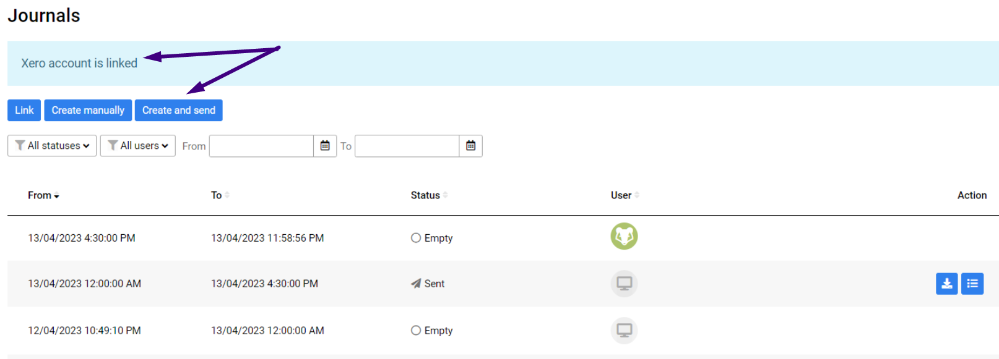 Journals
Xero account is linked
Link Create manually Create and send
All statuses All users From To
From To Status User Action
13/04/2023 4:30:00 PM 13/04/2023 11:58:56 PM Empty
13/04/2023 12:00:00 AM 13/04/2023 4:30:00 PM Sent
12/04/2023 10:49:10 PM 13/04/2023 12:00:00 AM Empty